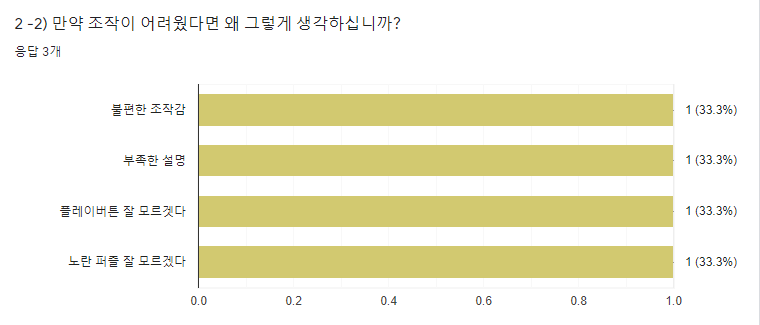 2 -2) 만약 조작이 어려웠다면 왜 그렇게 생각하십니까?
응답 3개
불편한 조작감
1 (33.3%)
부족한 설명
1 (33.3%)
플레이버튼 잘 모르겟다
1 (33.3%)
노란 퍼즐 잘 모르겠다
1 (33.3%)
0.0 0.2 0.4 0.6 0.8 1.0